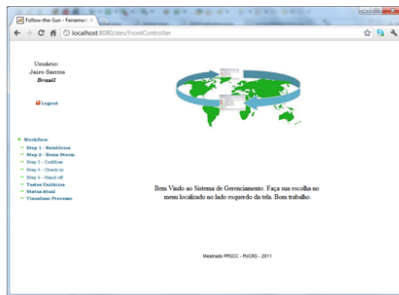 Follow-the-Sun - Ferramen
localhost:8080/dev/FrontController
Usuário
Jairo Santos
Brasil
Logout
Workflow
Step 1 - Relatórios
Step 2 - Brain Storm
Step 3 - Codificar
Step 4 - Check-in
Step 5 - Hand-off
Testes Unitários
Status Atual
Visualizar Processo
Bem Vindo ao Sistema de Gerenciamento. Faça sua escolha no
menu localizado no lado esquerdo da tela. Bom trabalho.
Mestrado PPGCC - PUCRS - 2011